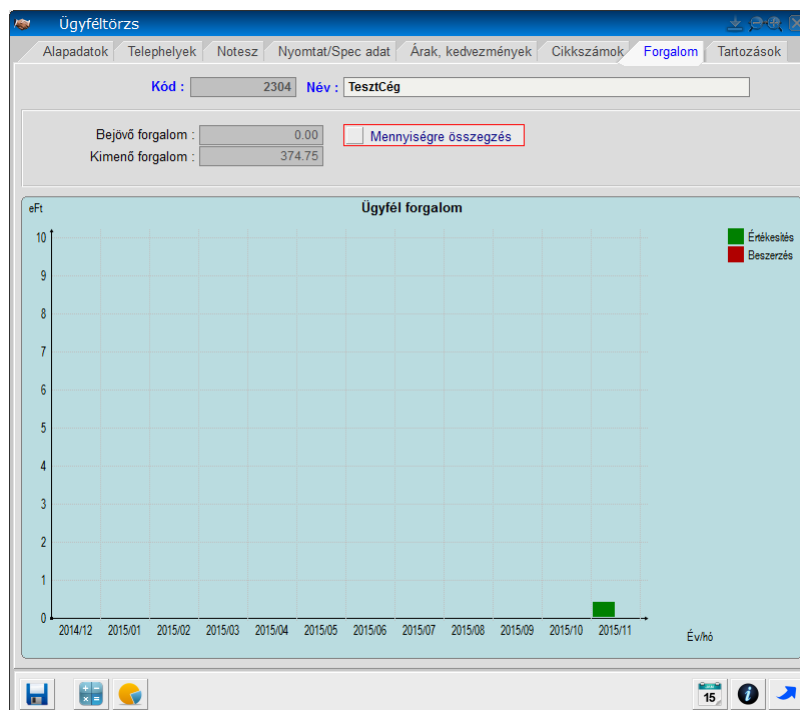 Ügyféltörzs
Alapadatok Telephelyek Notesz Nyomtat/Spec adat Árak, kedvezmények Cikkszámok Forgalom Tartozások
Kód : 2304 Név : TesztCég
Bejövő forgalom : 0.00 Mennyiségre összegzés
Kimenő forgalom : 374.75
eFt Ügyfél forgalom
Értékesítés
Beszerzés
10
9
8
7
6
5
4
3
2
1
0
2014/12 2015/01 2015/02 2015/03 2015/04 2015/05 2015/06 2015/07 2015/08 2015/09 2015/10 2015/11
Év/hó
15